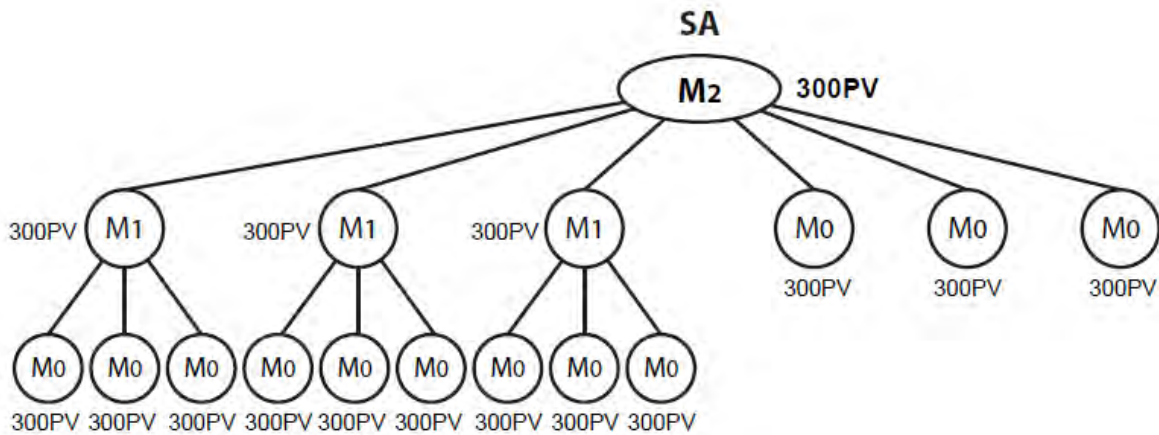 SA
M2 300PV
300PV M1 300PV M1 300PV M1 M0 M0 M0
300PV 300PV 300PV
M0 M0 M0 M0 M0 M0 M0 M0 M0
300PV 300PV 300PV 300PV 300PV 300PV 300PV 300PV 300PV